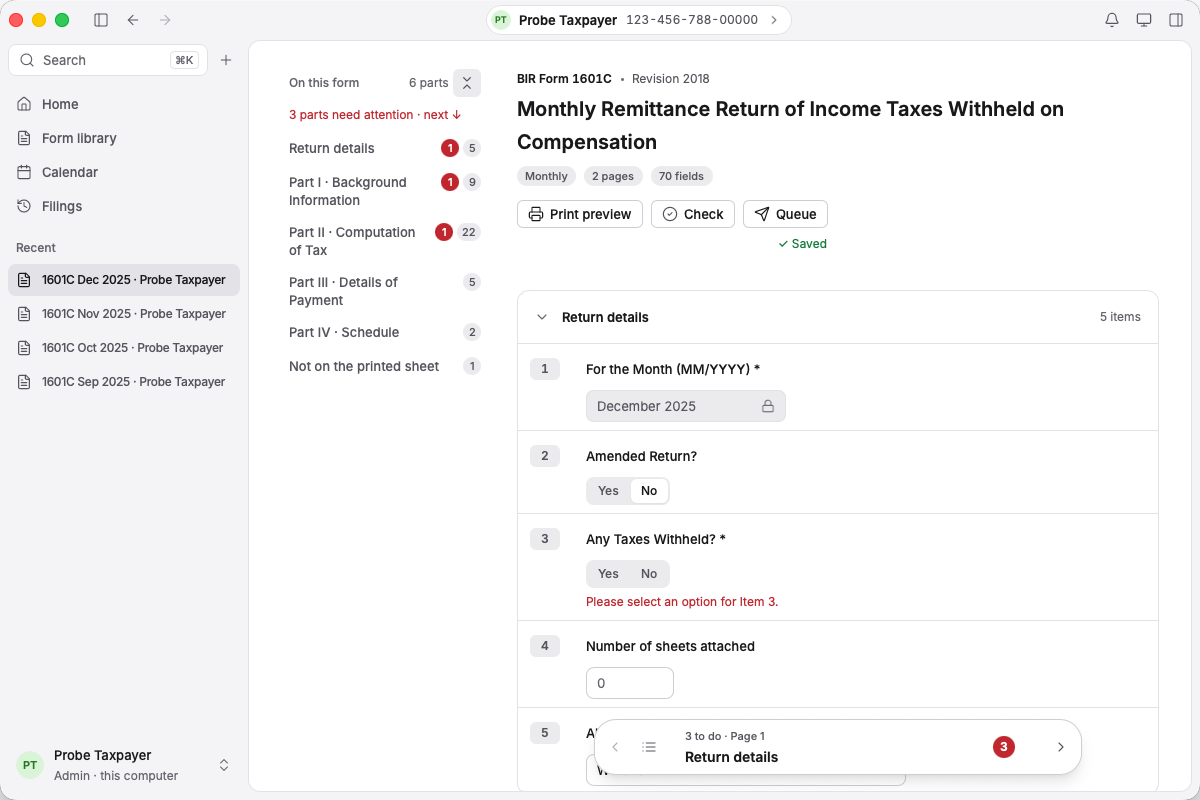 PT Probe Taxpayer 123-456-788-00000
Search ⌘K
Home
Form library
Calendar
Filings
Recent
1601C Dec 2025 · Probe Taxpayer
1601C Nov 2025 · Probe Taxpayer
1601C Oct 2025 · Probe Taxpayer
1601C Sep 2025 · Probe Taxpayer
PT Probe Taxpayer
Admin · this computer
On this form 6 parts
3 parts need attention · next ↓
Return details 1 5
Part I · Background 1 9
Information
Part II · Computation 1 22
of Tax
Part III · Details of 5
Payment
Part IV · Schedule 2
Not on the printed sheet 1
BIR Form 1601C • Revision 2018
Monthly Remittance Return of Income Taxes Withheld on
Compensation
Monthly 2 pages 70 fields
Print preview Check Queue
✓ Saved
Return details 5 items
1 For the Month (MM/YYYY) *
December 2025
2 Amended Return?
Yes No
3 Any Taxes Withheld? *
Yes No
Please select an option for Item 3.
4 Number of sheets attached
0
5
3 to do · Page 1
Return details 3